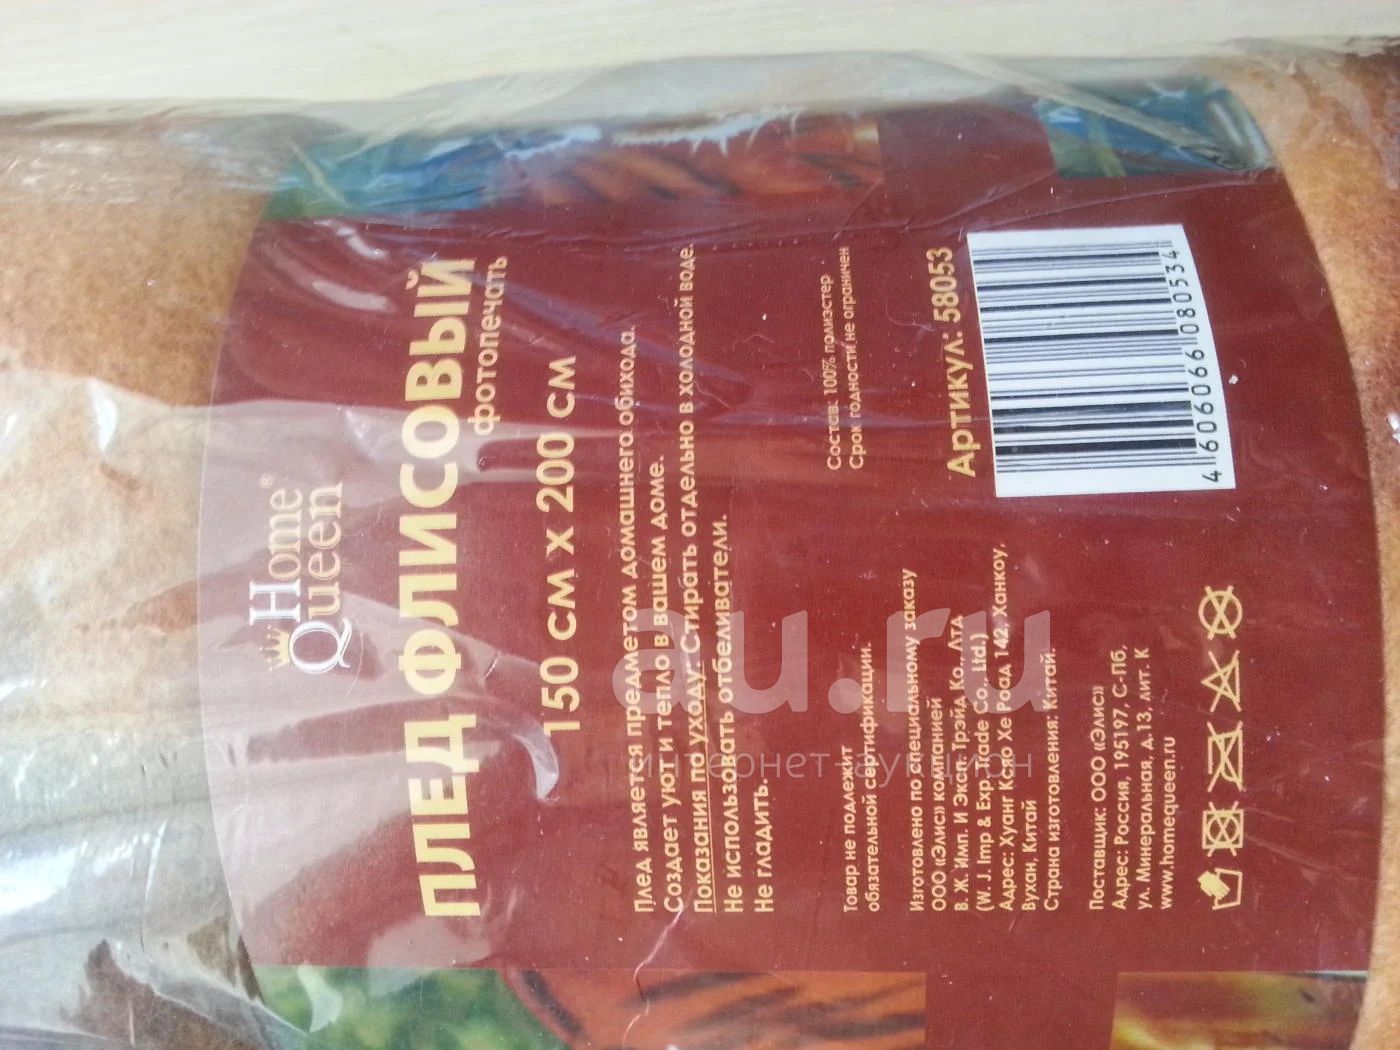 Home®
Queen
ПЛЕД ФЛИСОВЫЙ
фотопечать
150 СМ Х 200 СМ
Плед является предметом домашнего обихода.
Создает уют и тепло в вашем доме.
Показания по уходу: Стирать отдельно в холодной воде.
Не использовать отбеливатели.
Не гладить.
Состав: 100% полиэстер
Срок годности не ограничен
Товар не подлежит
обязательной сертификации.
Артикул: 58053
4 606066 080534
Изготовлено по специальному заказу
ООО «Элис» компанией
В. Ж. Имп. И Эксп. Трэйд Ко., Лтд
(W. J. Imp & Exp Trade Co., Ltd.)
Адрес: Хуанг Ксяо Хе Роад 142, Ханкоу,
Вухан, Китай
Страна изготовления: Китай.
Поставщик: ООО «Элис»
Адрес: Россия, 195197, С-Пб,
ул. Минеральная, д.13, лит. К
www.homequeen.ru
au.ru
интернет-аукцион